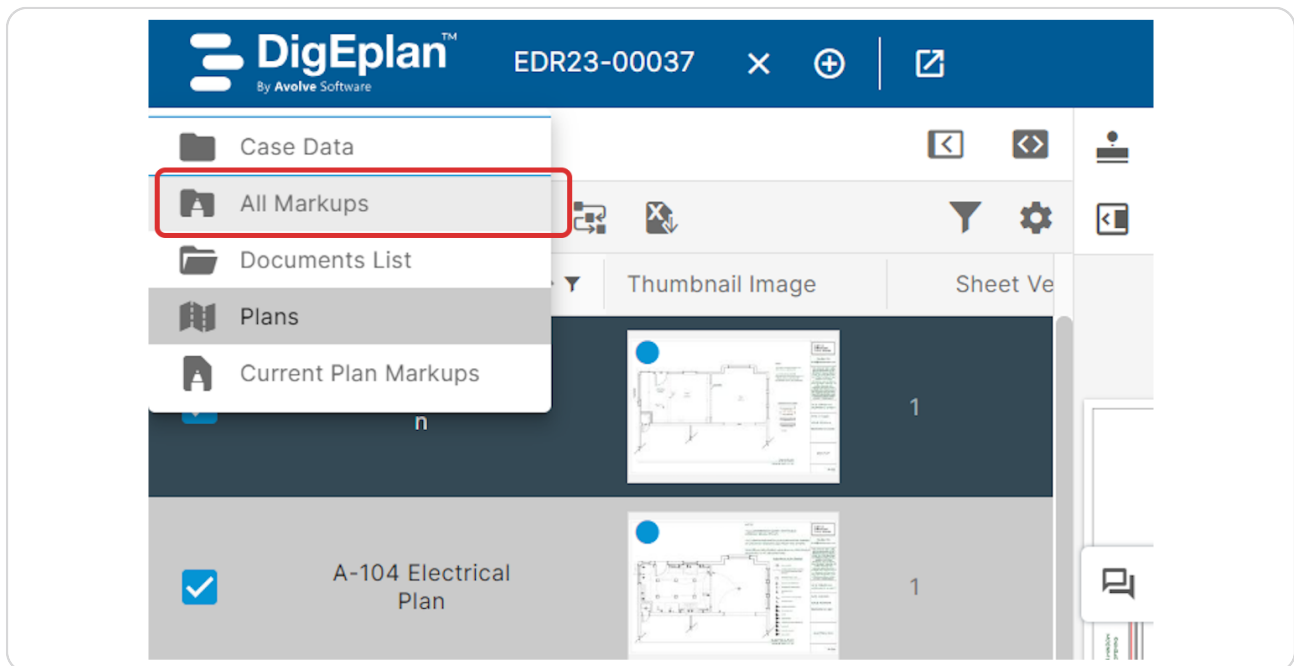 DigEplan™
By Avolve Software
EDR23-00037
Case Data
All Markups
Documents List
Plans
Current Plan Markups
Thumbnail Image
Sheet Ve
n
1
A-104 Electrical
Plan
1